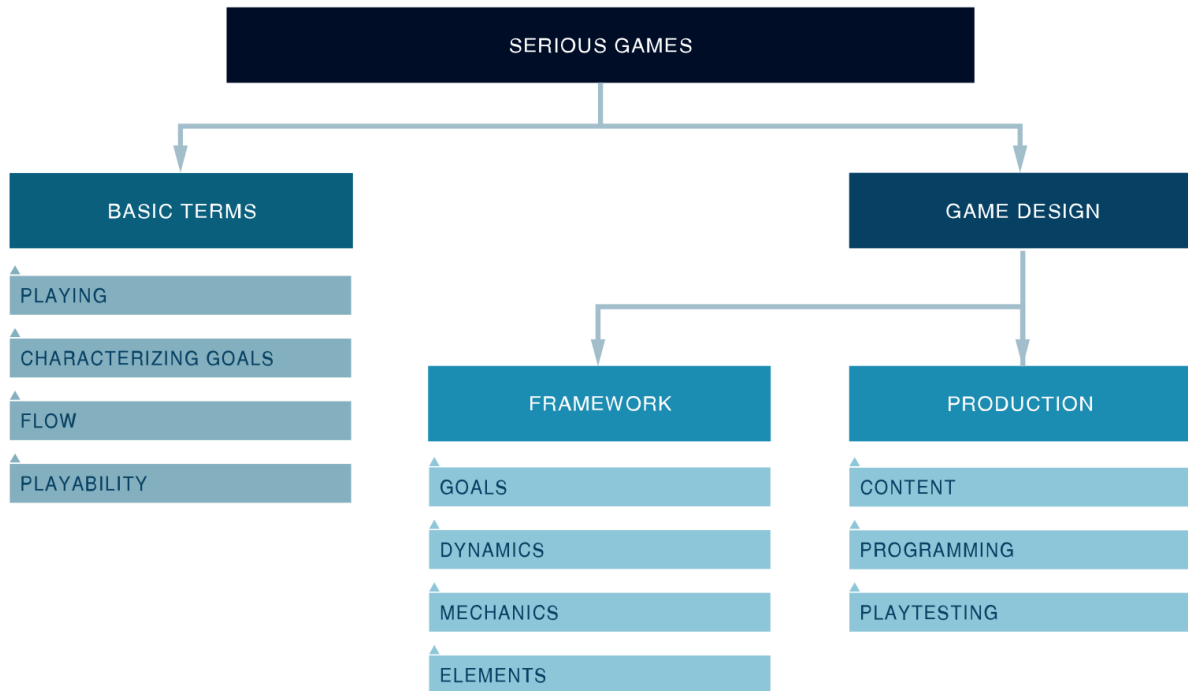 SERIOUS GAMES
BASIC TERMS
GAME DESIGN
PLAYING
CHARACTERIZING GOALS
FLOW
PLAYABILITY
FRAMEWORK
PRODUCTION
GOALS
DYNAMICS
MECHANICS
ELEMENTS
CONTENT
PROGRAMMING
PLAYTESTING